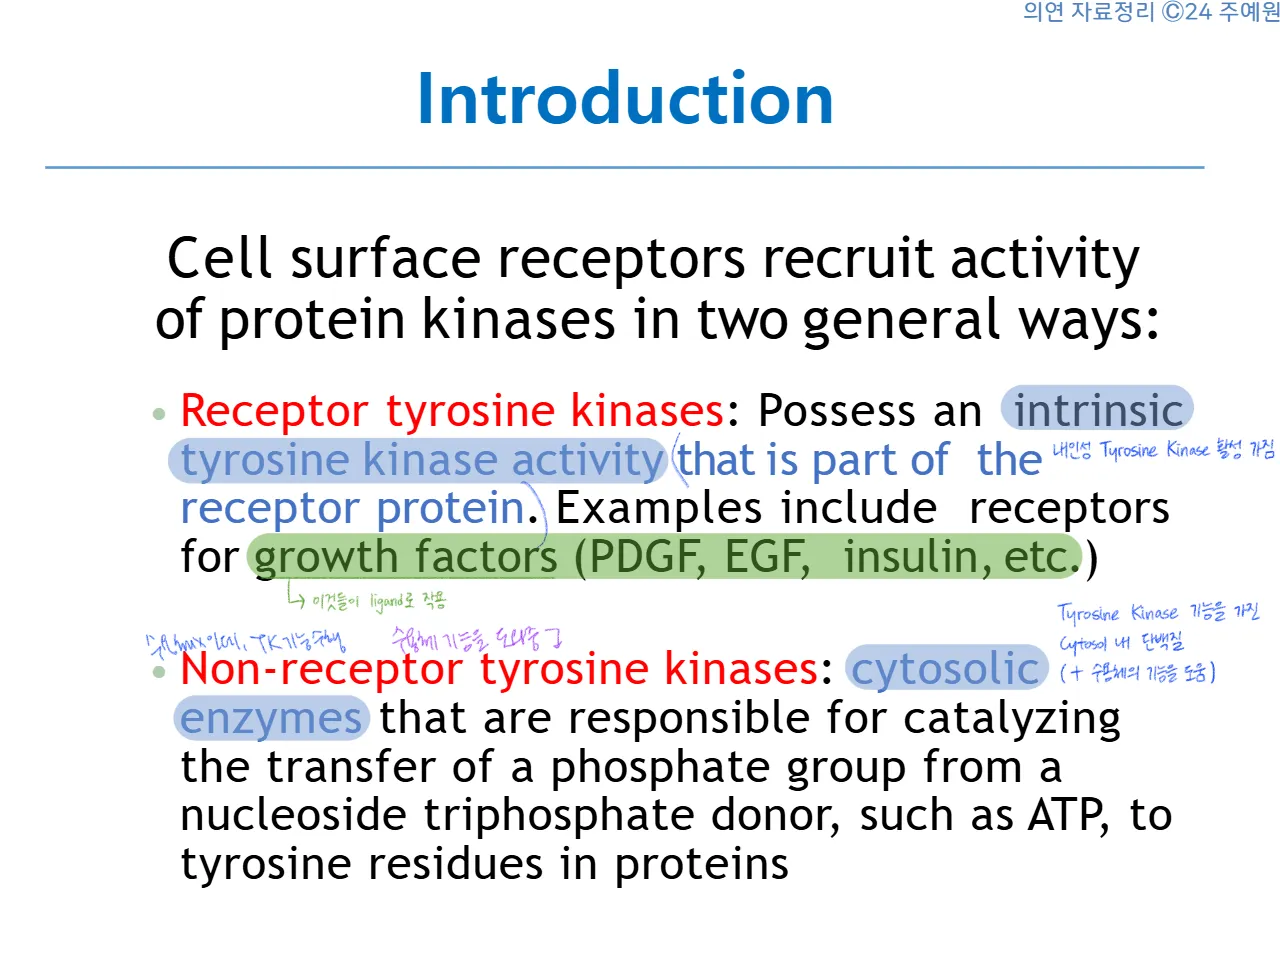 의연 자료정리 Ⓒ24 주예원
Introduction
Cell surface receptors recruit activity
of protein kinases in two general ways:
• Receptor tyrosine kinases: Possess an intrinsic
tyrosine kinase activity (that is part of the
내인성 Tyrosine Kinase 활성 가짐
receptor protein). Examples include receptors
for growth factors (PDGF, EGF, insulin, etc.)
↳ 이것들이 ligand로 작용
Tyrosine Kinase 기능을 가진
Cytosol 내 단백질
(+ 수용체의 기능을 도움)
수용체 기능을 도와주는
• Non-receptor tyrosine kinases: cytosolic
enzymes that are responsible for catalyzing
the transfer of a phosphate group from a
nucleoside triphosphate donor, such as ATP, to
tyrosine residues in proteins